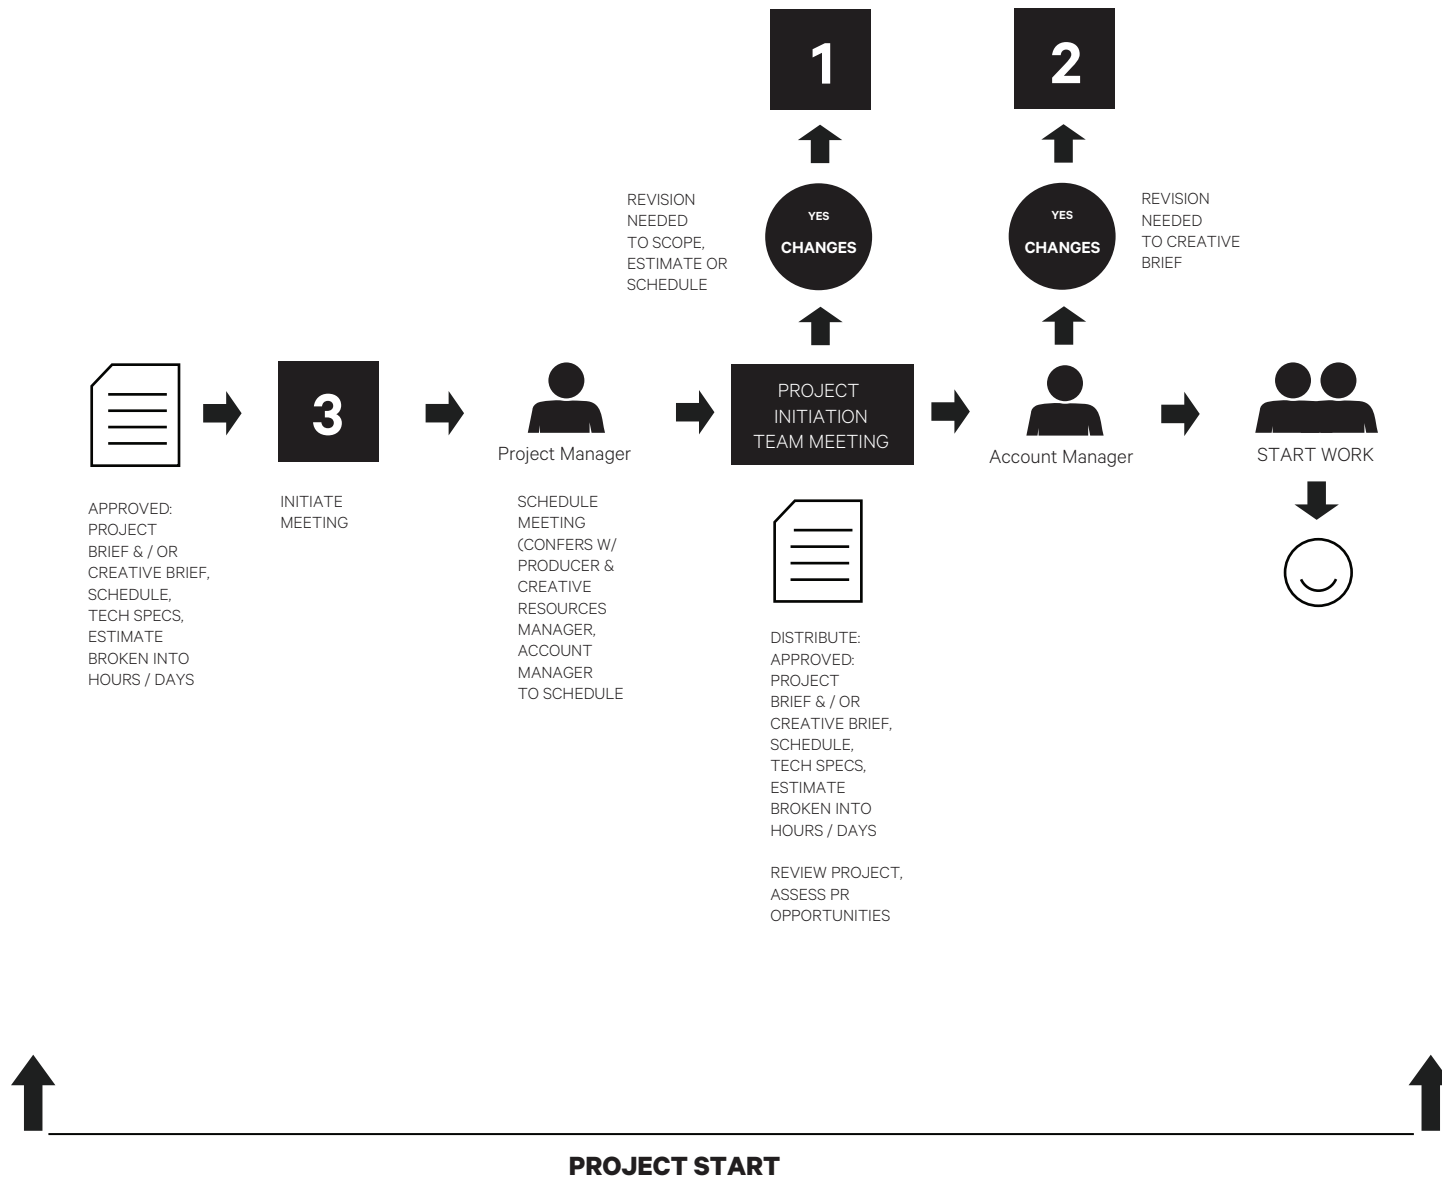 1
2
YES
CHANGES
REVISION
NEEDED
TO SCOPE,
ESTIMATE OR
SCHEDULE
YES
CHANGES
REVISION
NEEDED
TO CREATIVE
BRIEF
3
Project Manager
PROJECT
INITIATION
TEAM MEETING
Account Manager
START WORK
APPROVED:
PROJECT
BRIEF & / OR
CREATIVE BRIEF,
SCHEDULE,
TECH SPECS,
ESTIMATE
BROKEN INTO
HOURS / DAYS
INITIATE
MEETING
SCHEDULE
MEETING
(CONFERS W/
PRODUCER &
CREATIVE
RESOURCES
MANAGER,
ACCOUNT
MANAGER
TO SCHEDULE
DISTRIBUTE:
APPROVED:
PROJECT
BRIEF & / OR
CREATIVE BRIEF,
SCHEDULE,
TECH SPECS,
ESTIMATE
BROKEN INTO
HOURS / DAYS
REVIEW PROJECT,
ASSESS PR
OPPORTUNITIES
PROJECT START